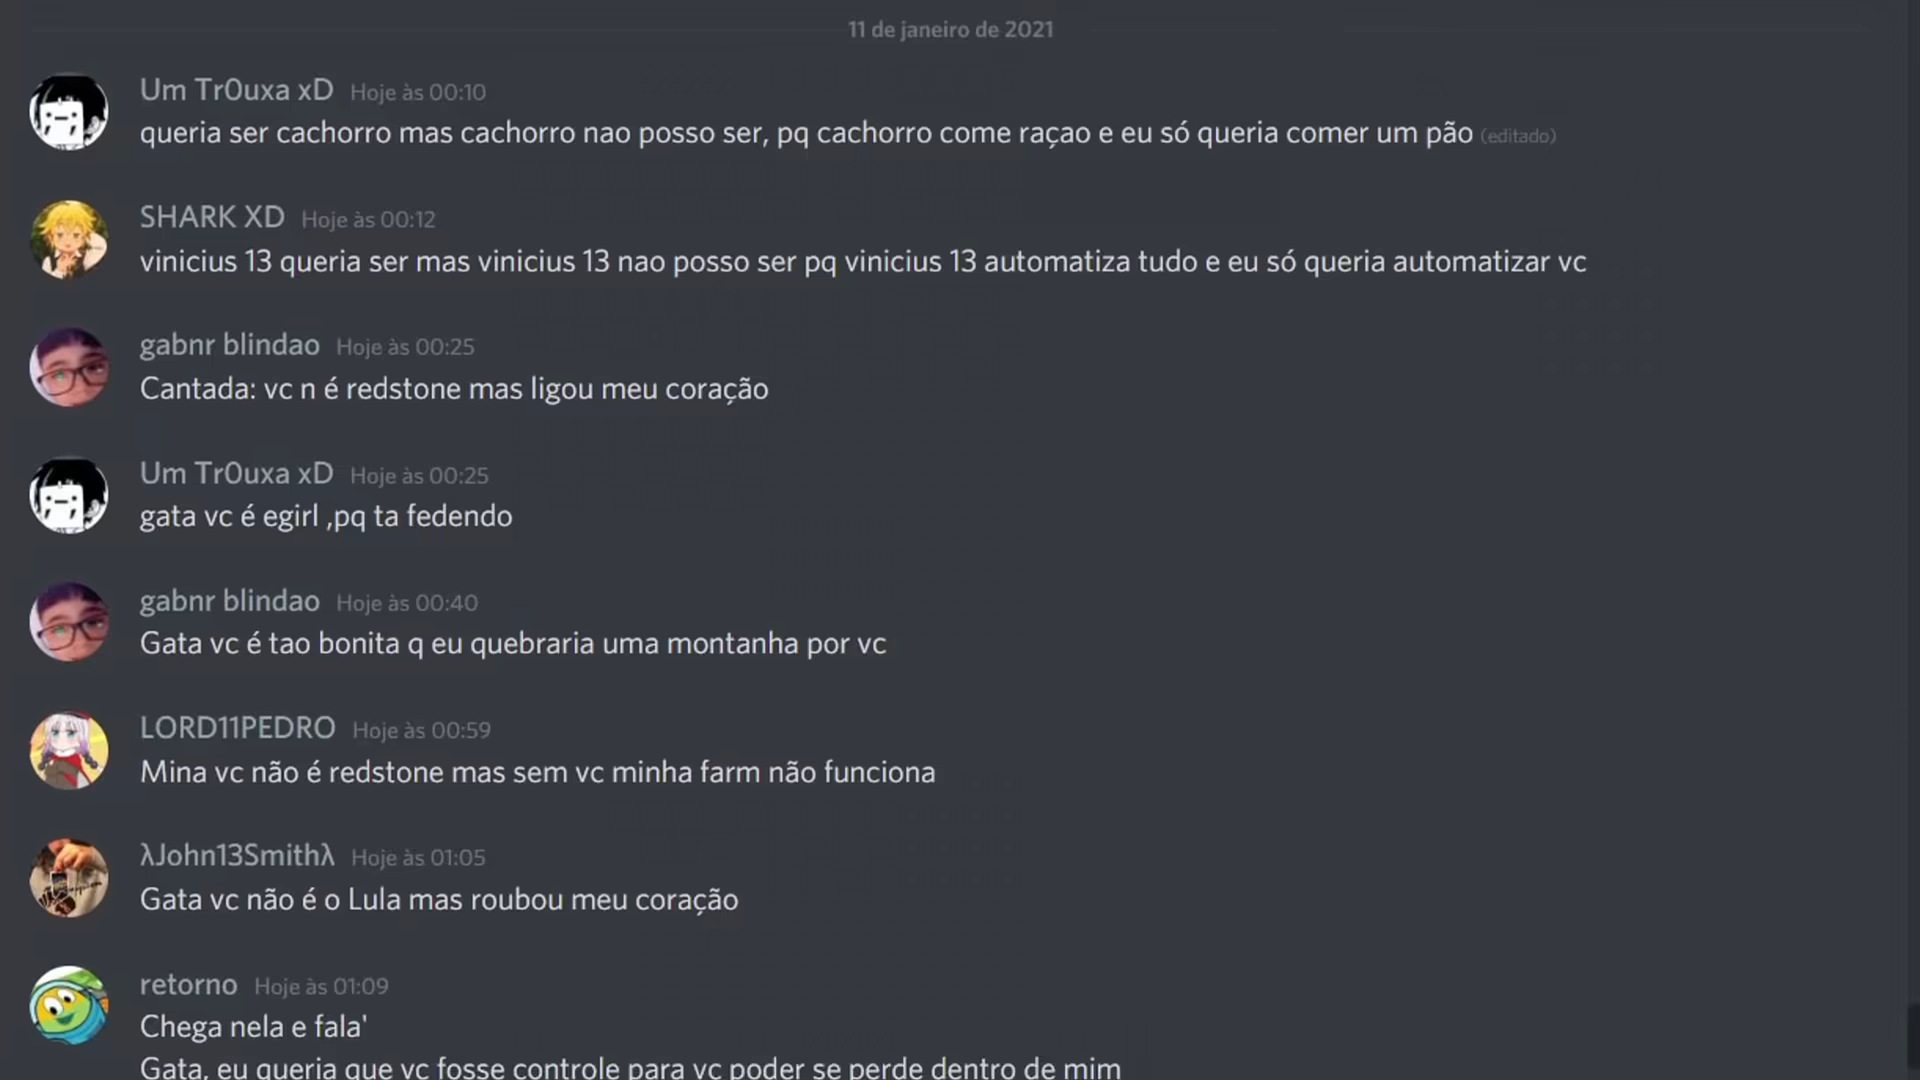 11 de janeiro de 2021
Um Tr0uxa xD Hoje às 00:10
queria ser cachorro mas cachorro nao posso ser, pq cachorro come raçao e eu só queria comer um pão (editado)
SHARK XD Hoje às 00:12
vinicius 13 queria ser mas vinicius 13 nao posso ser pq vinicius 13 automatiza tudo e eu só queria automatizar vc
gabnr blindao Hoje às 00:25
Cantada: vc n é redstone mas ligou meu coração
Um Tr0uxa xD Hoje às 00:25
gata vc é egirl ,pq ta fedendo
gabnr blindao Hoje às 00:40
Gata vc é tao bonita q eu quebraria uma montanha por vc
LORD11PEDRO Hoje às 00:59
Mina vc não é redstone mas sem vc minha farm não funciona
λJohn13Smithλ Hoje às 01:05
Gata vc não é o Lula mas roubou meu coração
retorno Hoje às 01:09
Chega nela e fala'
Gata, eu queria que vc fosse controle para vc poder se perde dentro de mim